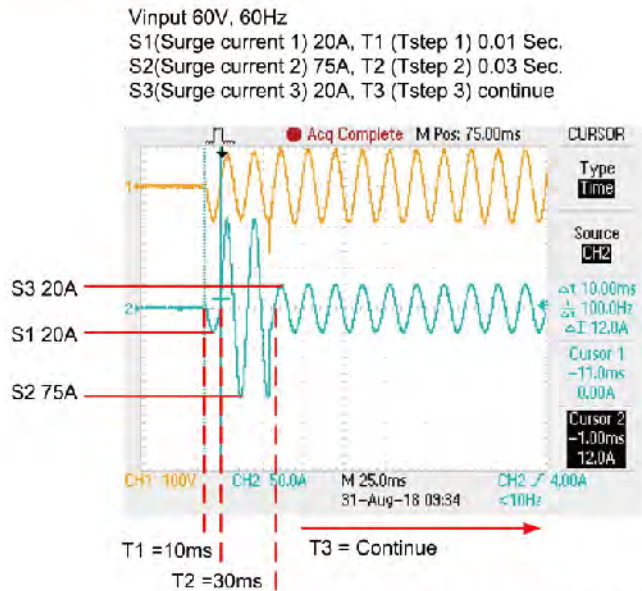 Vinput 60V, 60Hz
S1(Surge current 1) 20A, T1 (Tstep 1) 0.01 Sec.
S2(Surge current 2) 75A, T2 (Tstep 2) 0.03 Sec.
S3(Surge current 3) 20A, T3 (Tstep 3) continue
Acq Complete M Pos: 75.00ms CURSOR
Type
Time
Source
CH2
Δt 10.00ms
1/Δt 100.0Hz
ΔI 12.0A
Cursor 1
-11.0ms
0.00A
Cursor 2
-1.00ms
12.0A
1
2
S3 20A
S1 20A
S2 75A
CH1 100V CH2 50.0A M 25.0ms CH2 / 4.00A
31-Aug-18 09:34 <10Hz
T1 =10ms
T3 = Continue
T2 =30ms